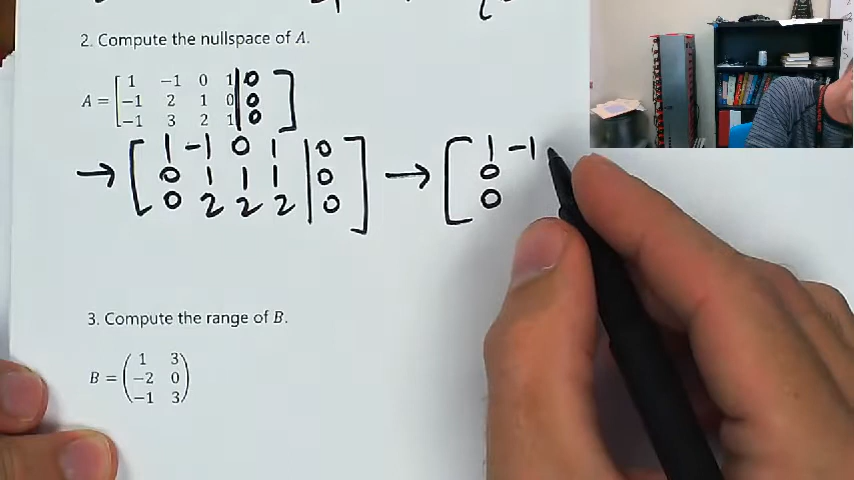 2. Compute the nullspace of A.
1 -1 0 1 | 0
A = -1 2 1 0 | 0
-1 3 2 1 | 0
→ [ 1 -1 0 1 | 0 ] → [ 1 -1
0 1 1 1 | 0 0
0 2 2 2 | 0 0
3. Compute the range of B.
1 3
B = ( -2 0 )
-1 3